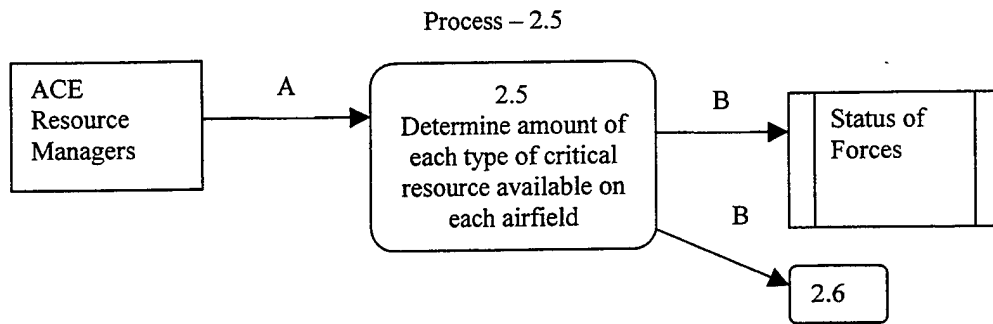 Process – 2.5
ACE
Resource
Managers
A
2.5
Determine amount of
each type of critical
resource available on
each airfield
B
Status of
Forces
B
2.6